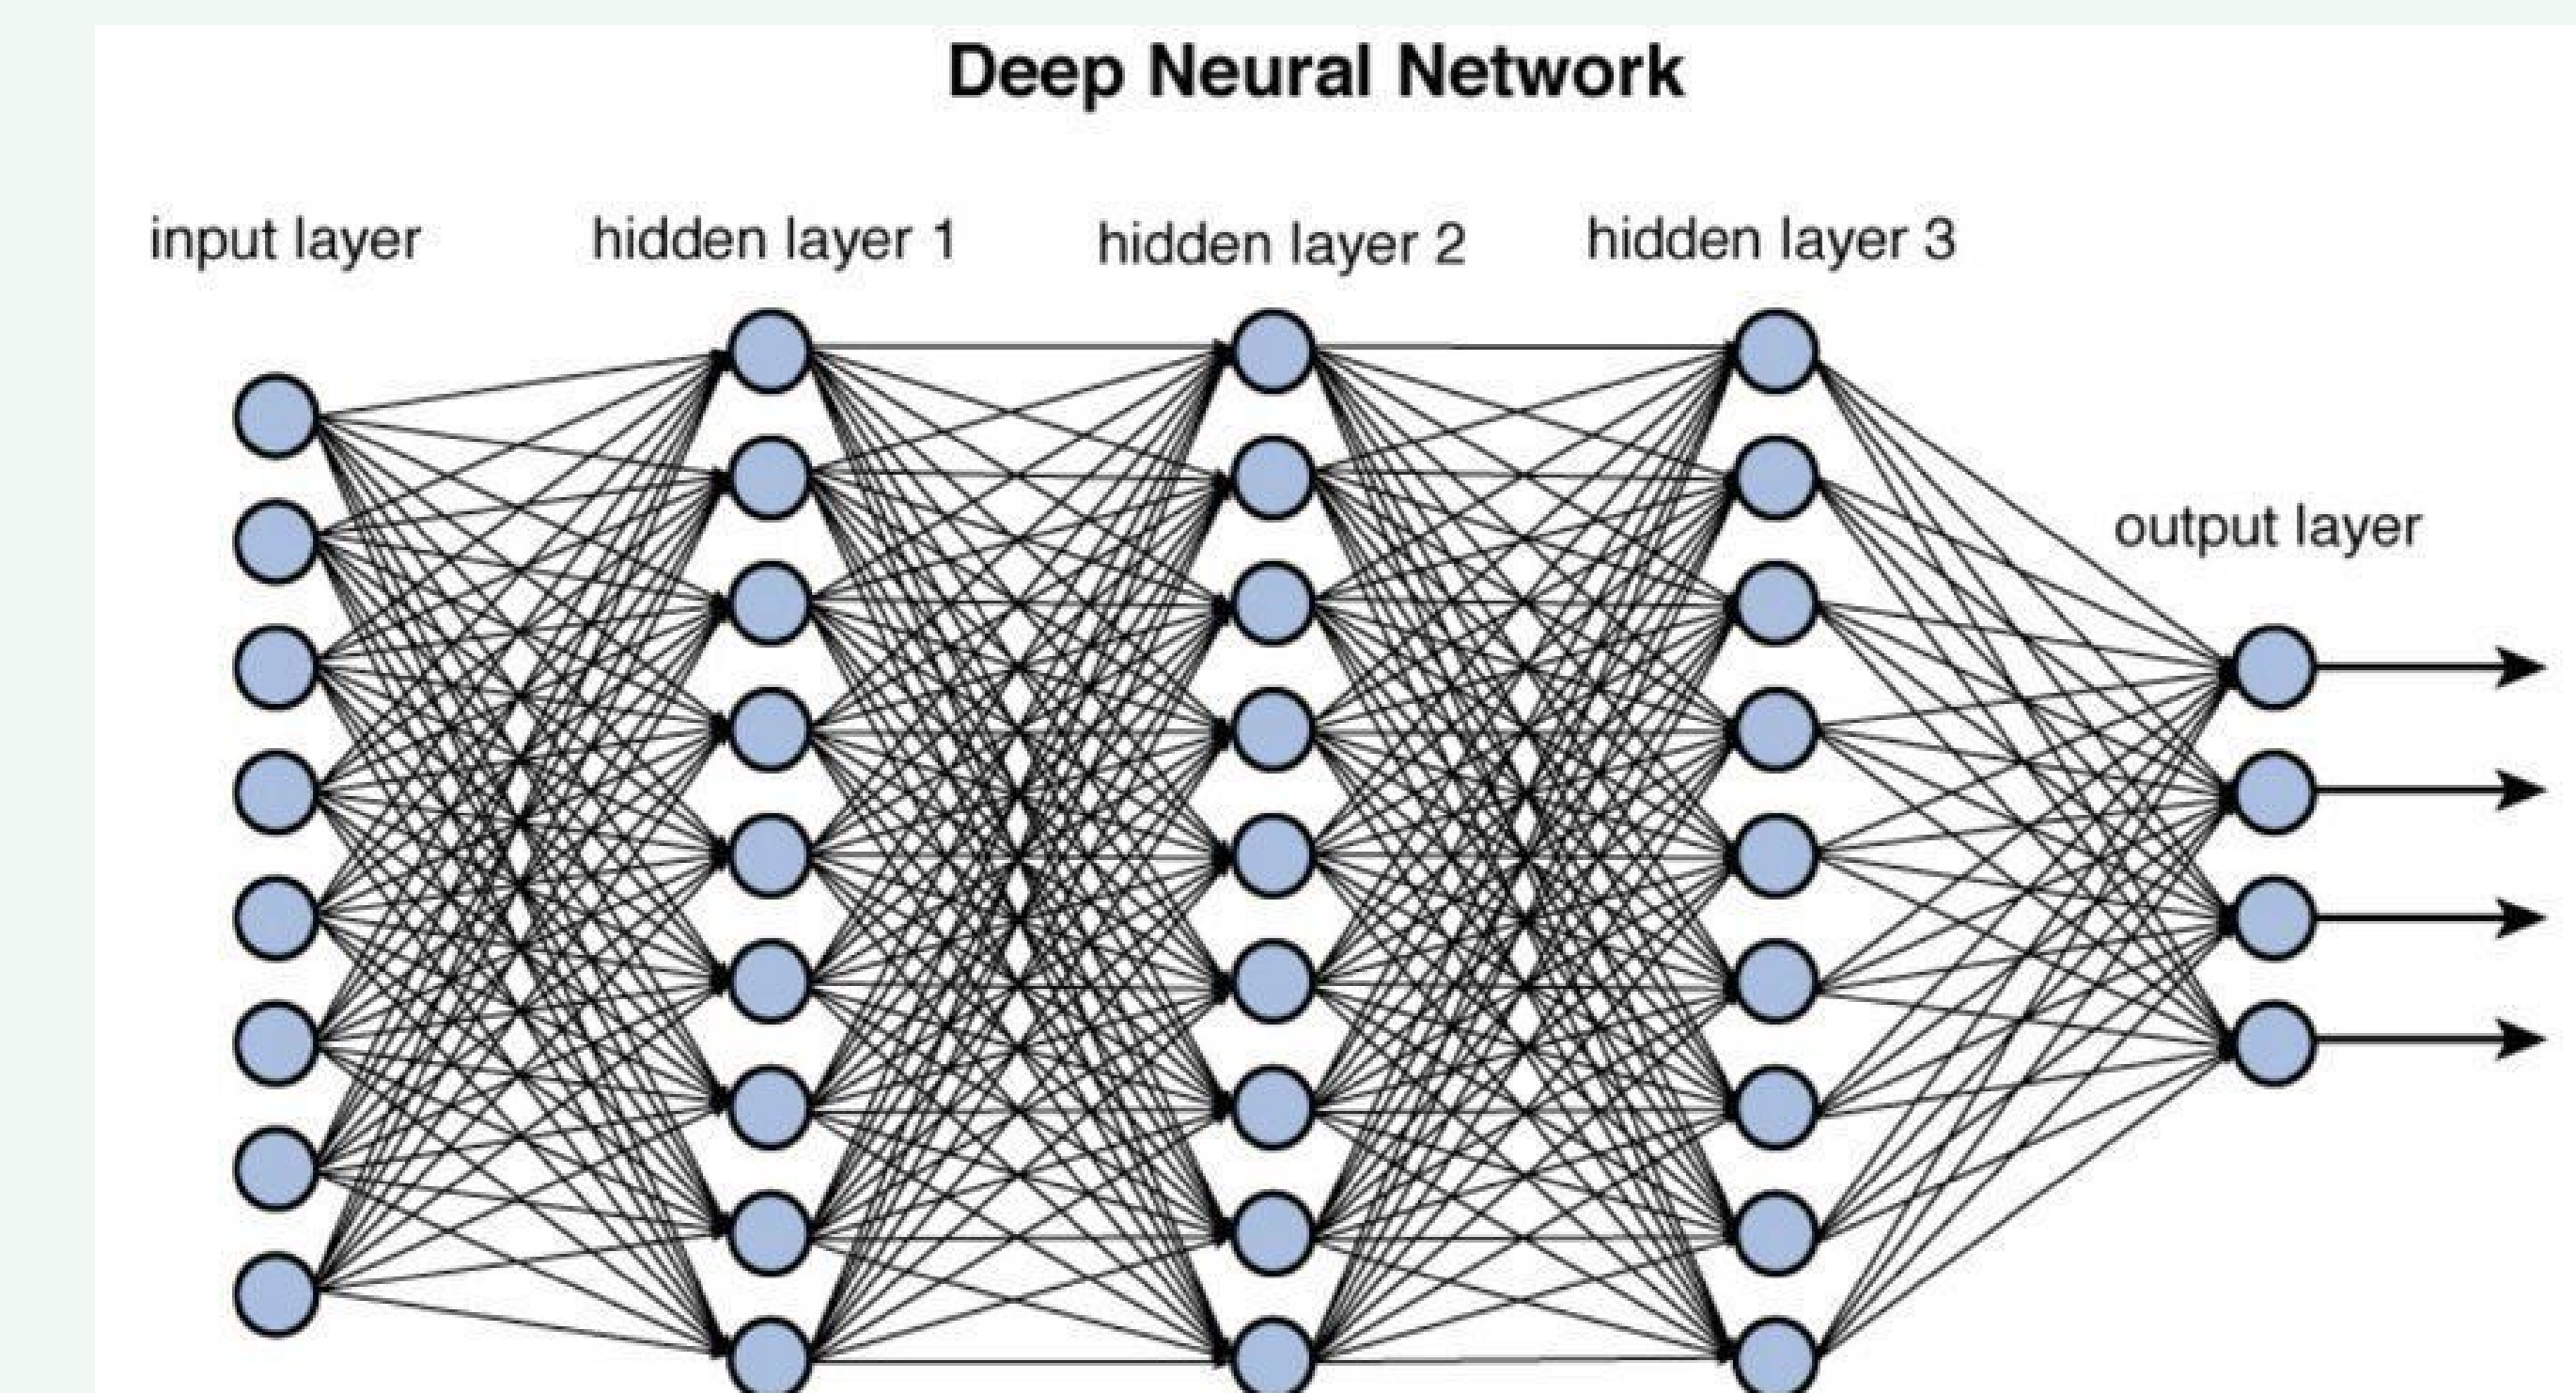 Deep Neural Network
input layer
hidden layer 1
hidden layer 2
hidden layer 3
output layer